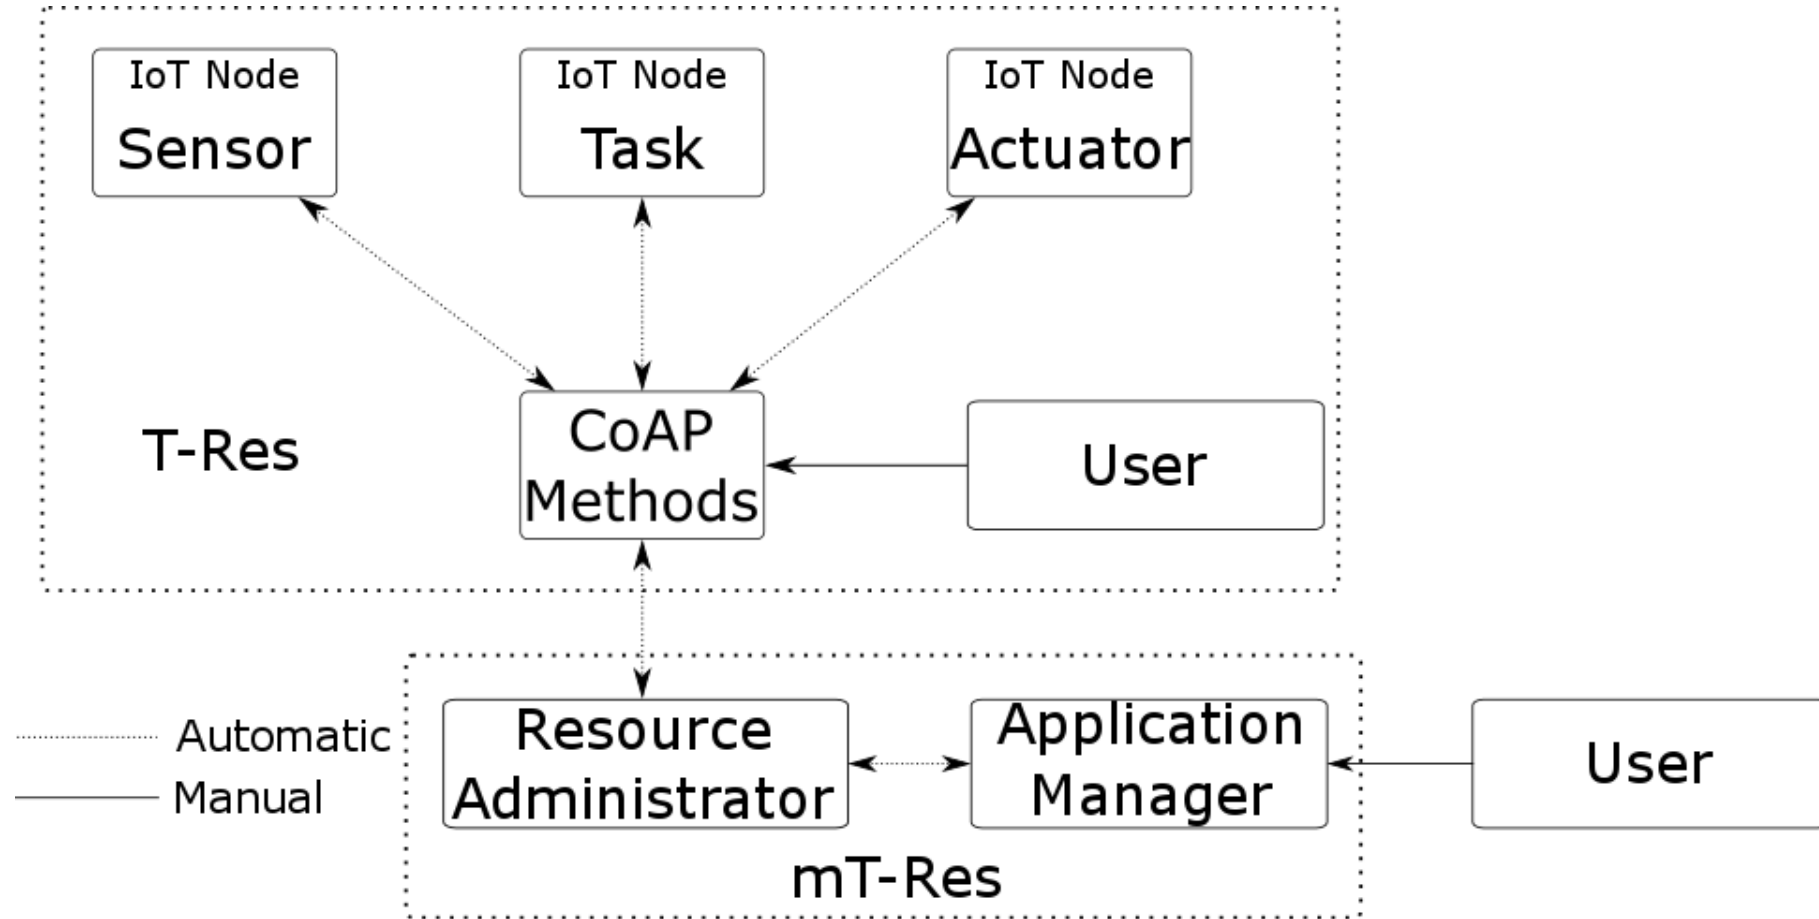 IoT Node
Sensor
IoT Node
Task
IoT Node
Actuator
T-Res
CoAP
Methods
User
Automatic
Manual
Resource
Administrator
Application
Manager
User
mT-Res